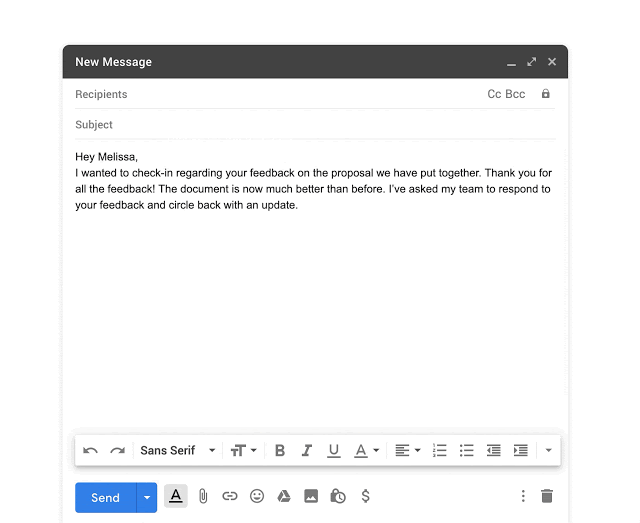 New Message
Recipients Cc Bcc
Subject
Hey Melissa,
I wanted to check-in regarding your feedback on the proposal we have put together. Thank you for
all the feedback! The document is now much better than before. I've asked my team to respond to
your feedback and circle back with an update.
Sans Serif
Send